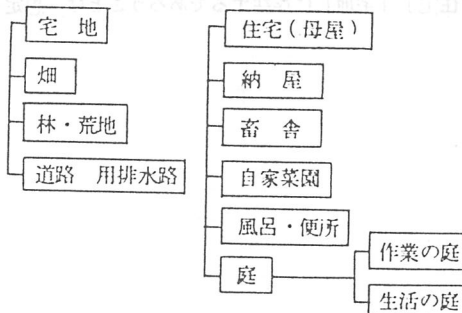 宅地
畑
林・荒地
道路 用排水路
住宅(母屋)
納屋
畜舎
自家菜園
風呂・便所
庭
作業の庭
生活の庭